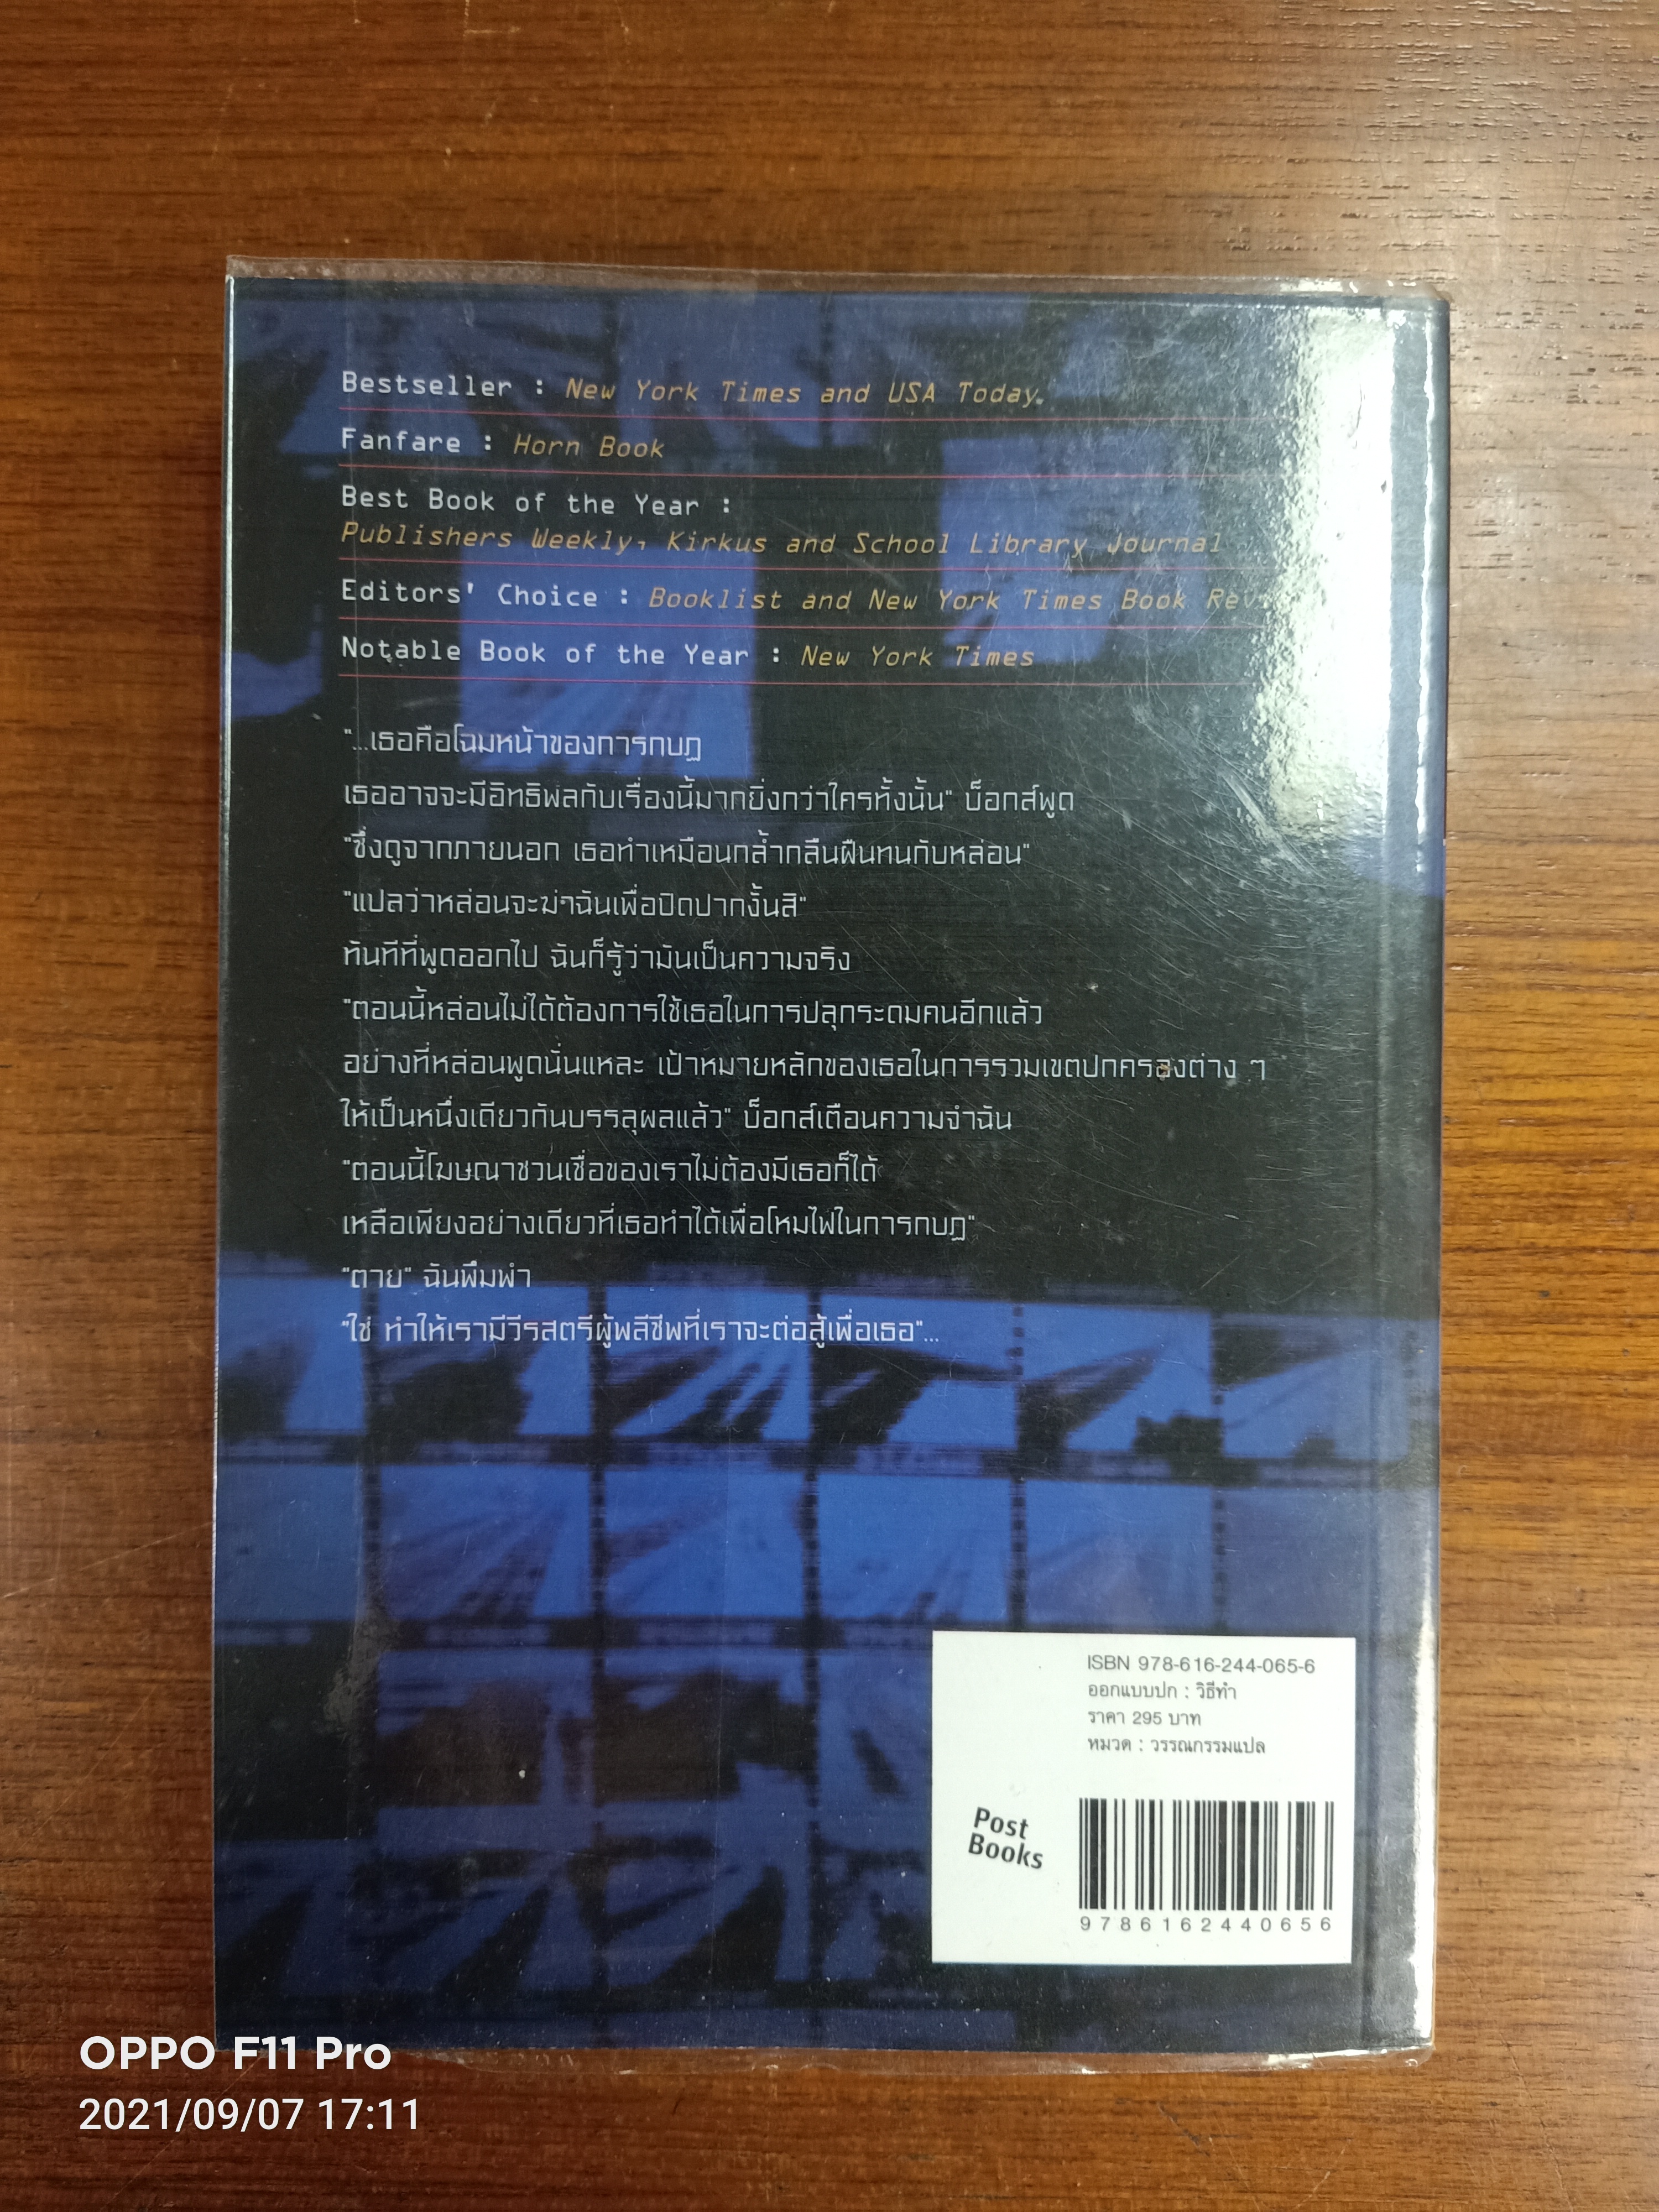 Bestseller : New York Times and USA Today.
Fanfare : Horn Book
Best Book of the Year :
Publishers Weekly, Kirkus and School Library Journal
Editors' Choice : Booklist and New York Times Book
Notable Book of the Year : New York Times
"...เธอคือโฉมหน้าของการกบฏ
เธออาจจะมีอิทธิพลกับเรื่องนี้มากยิ่งกว่าใครทั้งนั้น" บ็อกส์พูด
"ซึ่งดูจากภายนอก เธอทำเหมือนกล้ำกลืนฝืนทนกับหล่อน"
"แปลว่าหล่อนจะฆ่าฉันเพื่อปิดปากงั้นสิ"
ทันทีที่พูดออกไป ฉันก็รู้ว่ามันเป็นความจริง
"ตอนนี้หล่อนไม่ได้ต้องการใช้เธอในการปลุกระดมคนอีกแล้ว
อย่างที่หล่อนพูดนั่นแหละ เป้าหมายหลักของเธอในการรวมเขตปกครองต่าง ๆ
ให้เป็นหนึ่งเดียวกันบรรลุผลแล้ว" บ็อกส์เตือนความจำฉัน
"ตอนนี้โฆษณาชวนเชื่อของเราไม่ต้องมีเธอก็ได้
เหลือเพียงอย่างเดียวที่เธอทำได้เพื่อโหมไฟในการกบฏ"
"ตาย" ฉันพึมพำ
"ใช่ ทำให้เรามีวีรสตรีผู้พลีชีพที่เราจะต่อสู้เพื่อเธอ"...
ISBN 978-616-244-065-6
ออกแบบปก : วิธีทำ
ราคา 295 บาท
หมวด : วรรณกรรมแปล
Post
Books
9786162440656
OPPO F11 Pro
2021/09/07 17:11